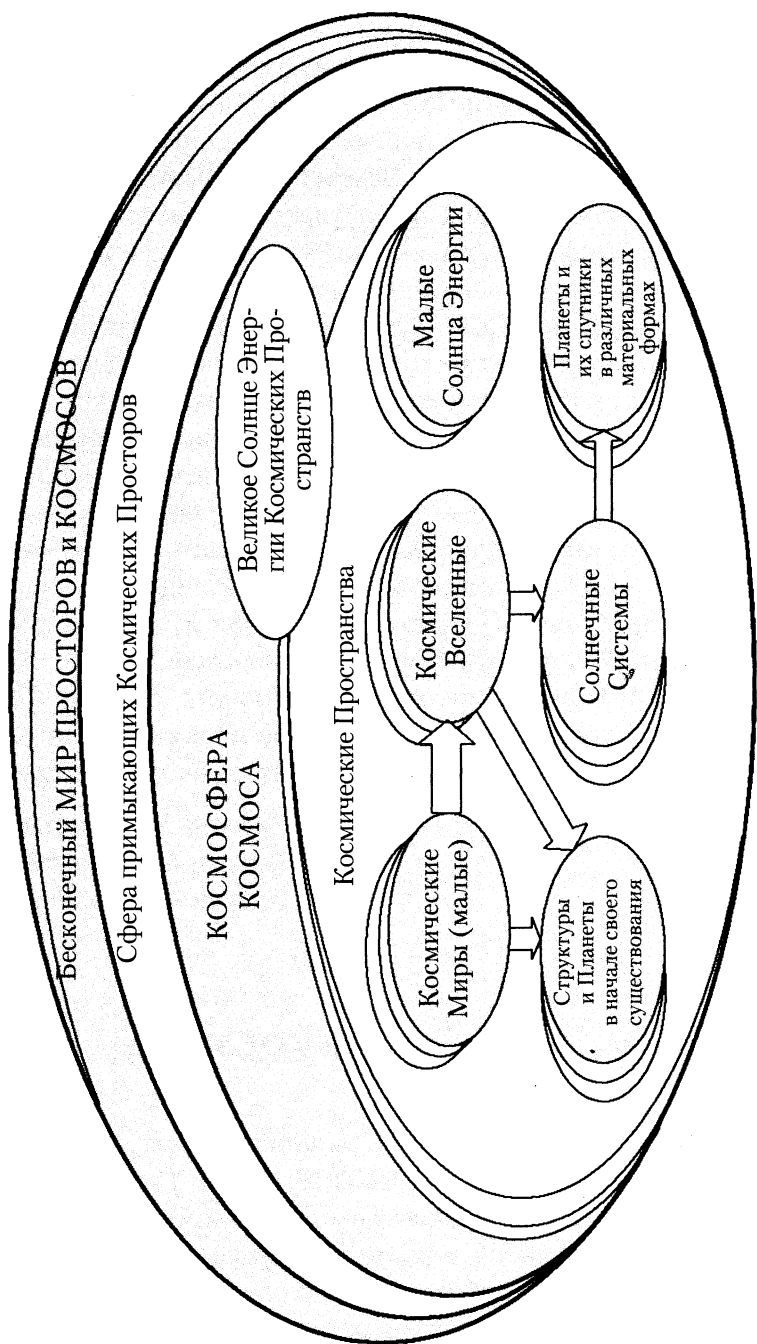 Бесконечный МИР ПРОСТОРОВ и КОСМОСОВ
Сфера примыкающих Космических Просторов
КОСМОСФЕРА
КОСМОСА
Великое Солнце Энер-
гии Космических Про-
странств
Космические Пространства
Космические
Миры (малые)
Космические
Вселенные
Малые
Солнца Энергии
Структуры
и Планеты
в начале своего
существования
Солнечные
Системы
Планеты и
их спутники
в различных
материальных
формах